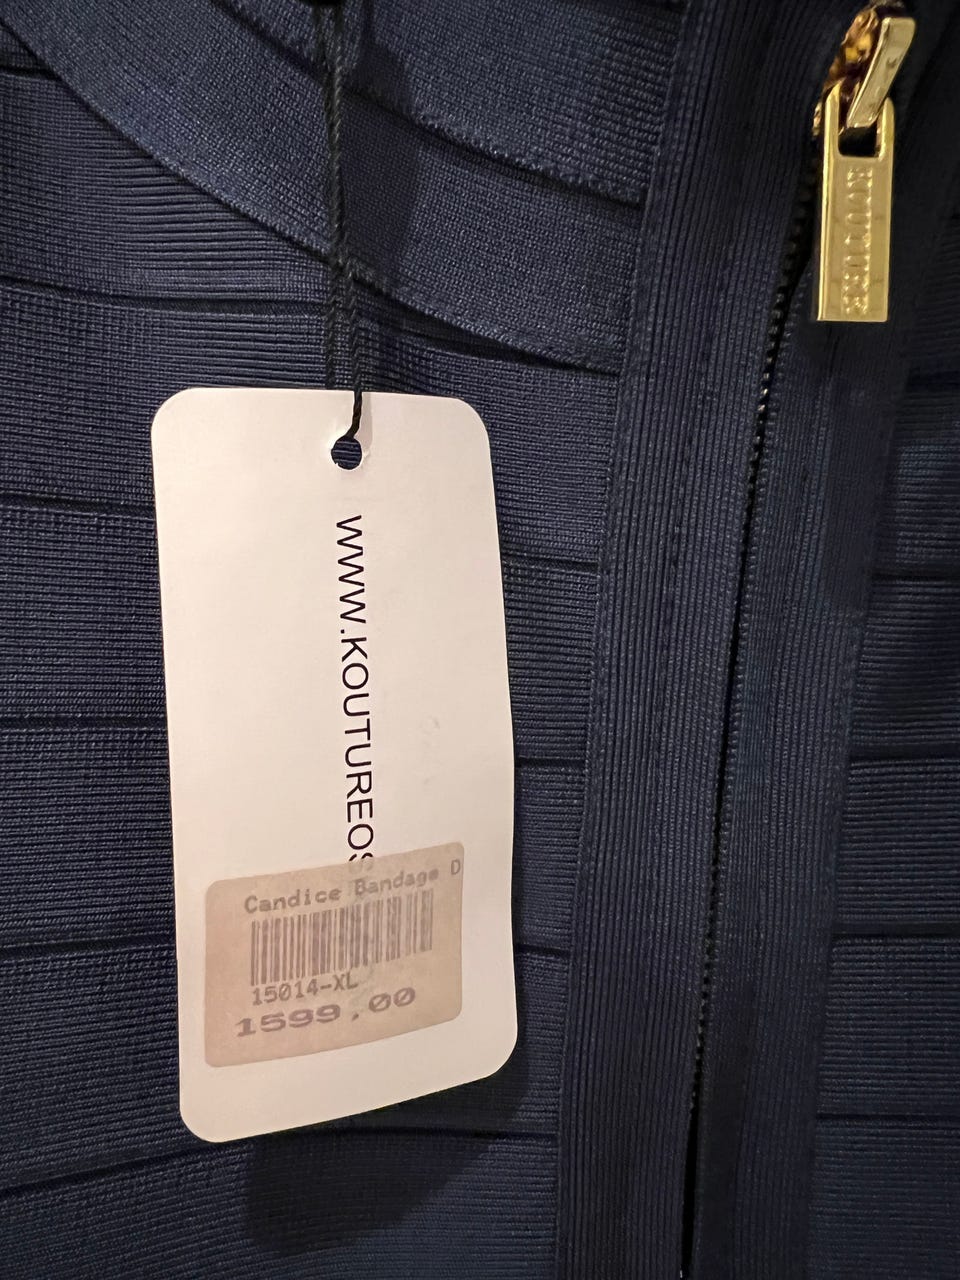 KOUTURE
WWW.KOUTUREOS
Candice Bandage D
15014-XL
1599.00